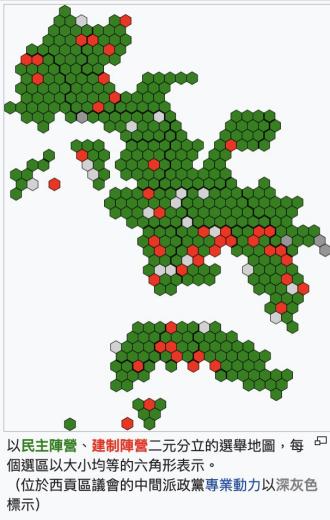 以民主陣營、建制陣營二元分立的選舉地圖，每
個選區以大小均等的六角形表示。
（位於西貢區議會的中間派政黨專業動力以深灰色
標示）